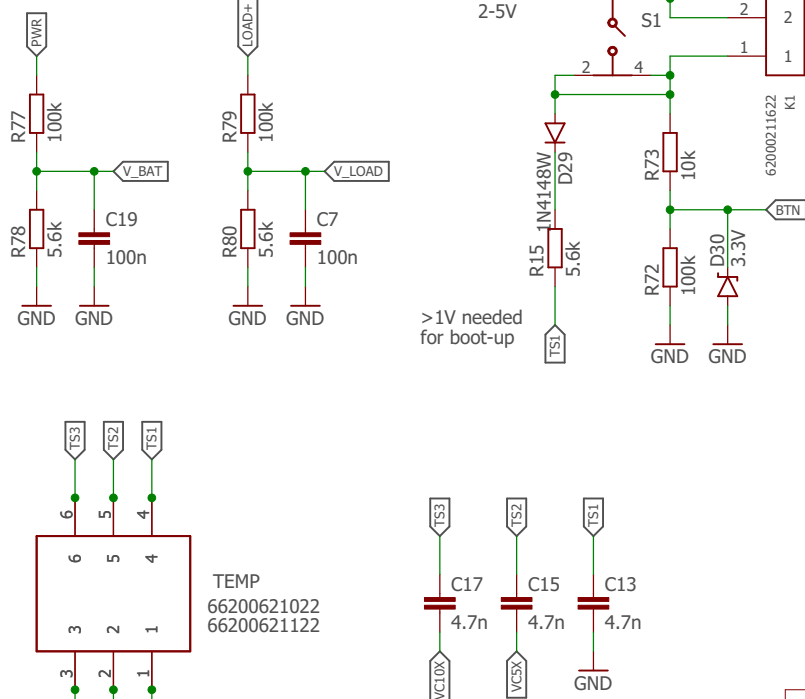 2-5V
S1
2
2
1
1
2
4
62000211622
K1
PWR
R77
100k
V_BAT
R78
5.6k
C19
100n
GND
GND
LOAD+
R79
100k
V_LOAD
R80
5.6k
C7
100n
GND
GND
1N4148W
D29
R15
5.6k
>1V needed
for boot-up
TS1
R73
10k
BTN
R72
100k
D30
3.3V
GND
GND
TS3
TS2
TS1
6
5
4
6
5
4
TEMP
66200621022
66200621122
3
2
1
3
2
1
TS3
C17
4.7n
VC10X
TS2
C15
4.7n
VC5X
TS1
C13
4.7n
GND